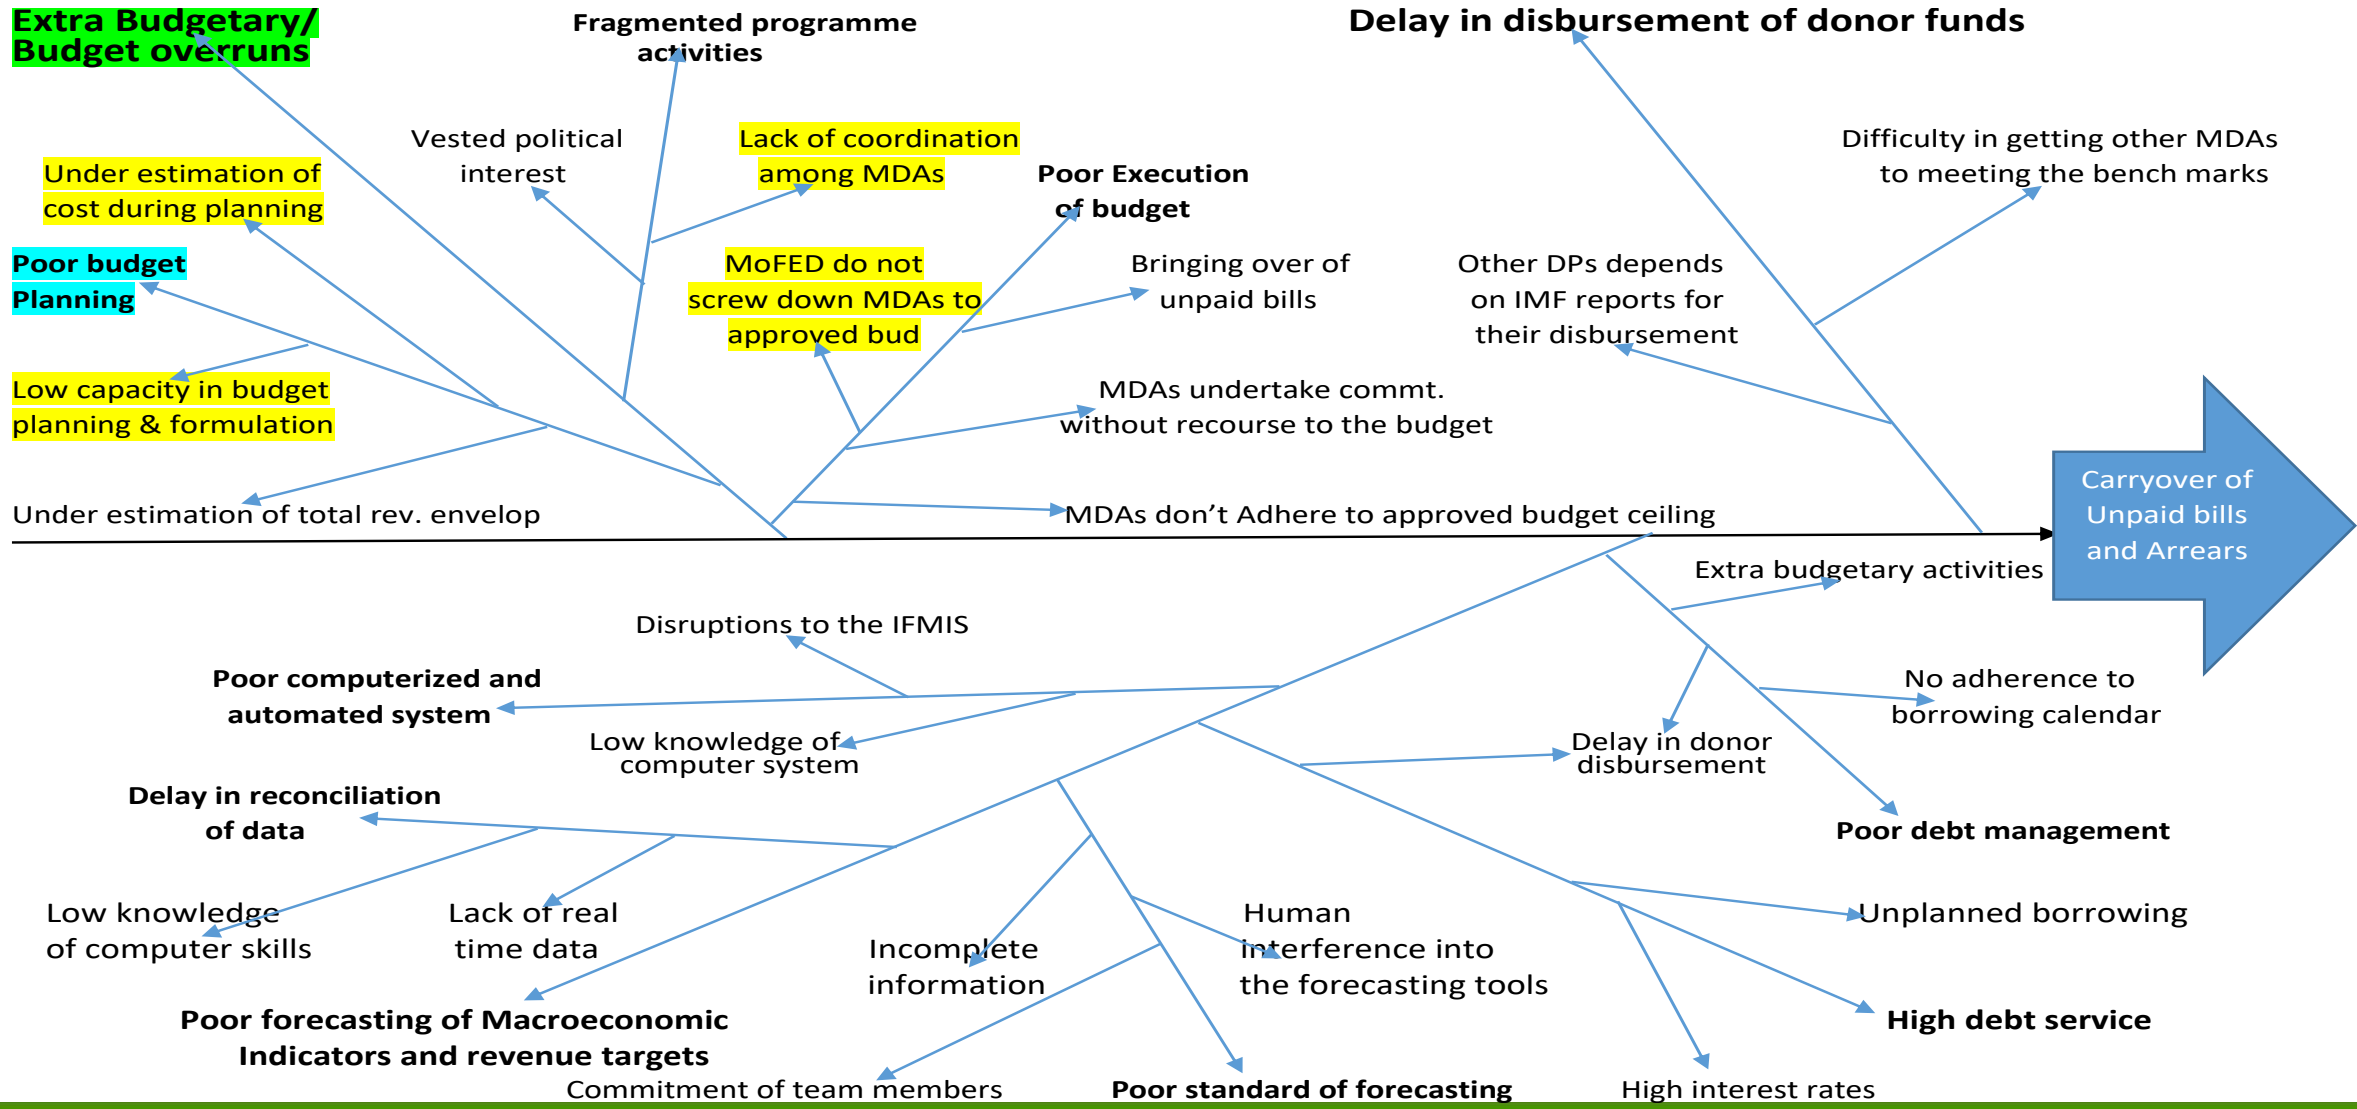 Extra Budgetary/
Budget overruns
Fragmented programme
activities
Delay in disbursement of donor funds
Vested political
interest
Lack of coordination
among MDAs
Difficulty in getting other MDAs
to meeting the bench marks
Under estimation of
cost during planning
Poor Execution
of budget
Poor budget
Planning
MoFED do not
screw down MDAs to
approved bud
Bringing over of
unpaid bills
Other DPs depends
on IMF reports for
their disbursement
Low capacity in budget
planning & formulation
MDAs undertake commt.
without recourse to the budget
Under estimation of total rev. envelop
MDAs don’t Adhere to approved budget ceiling
Carryover of
Unpaid bills
and Arrears
Extra budgetary activities
Disruptions to the IFMIS
Poor computerized and
automated system
No adherence to
borrowing calendar
Low knowledge of
computer system
Delay in donor
disbursement
Delay in reconciliation
of data
Poor debt management
Low knowledge
of computer skills
Lack of real
time data
Incomplete
information
Human
interference into
the forecasting tools
Unplanned borrowing
Poor forecasting of Macroeconomic
Indicators and revenue targets
High debt service
Commitment of team members
Poor standard of forecasting
High interest rates